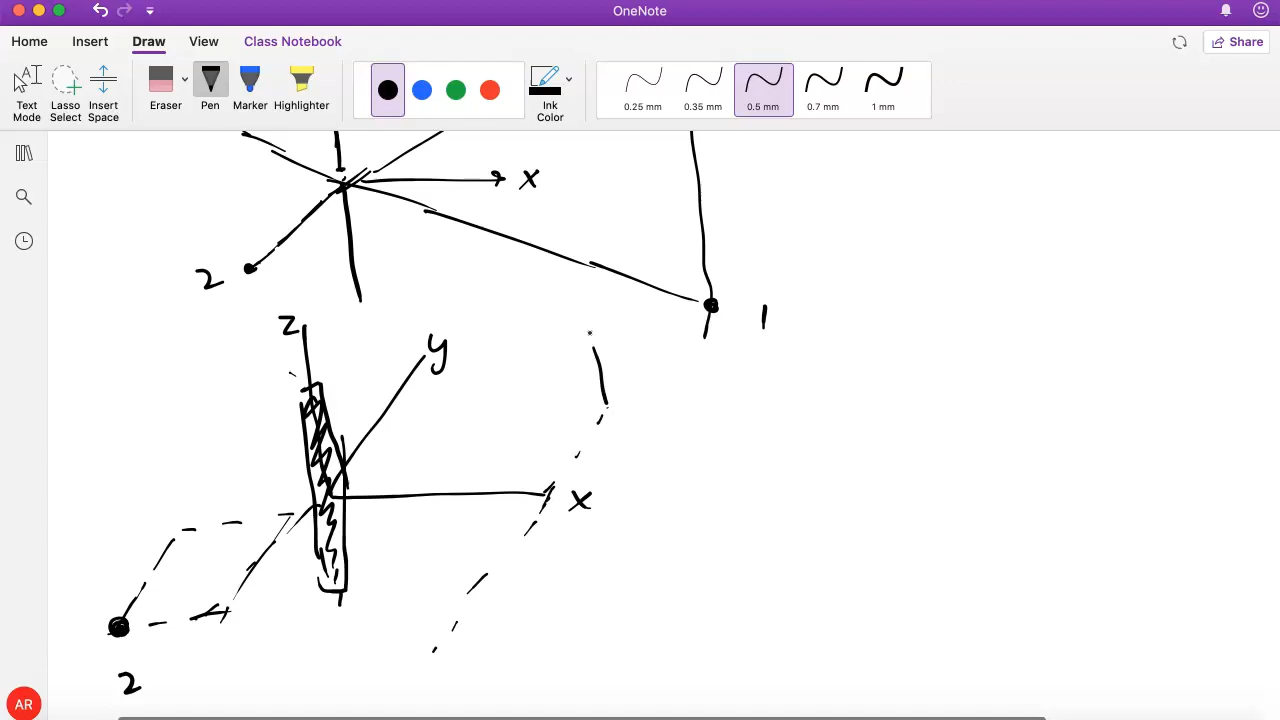 OneNote
Home Insert Draw View Class Notebook
Share
Text Mode
Lasso Select
Insert Space
Eraser
Pen
Marker
Highlighter
Ink Color
0.25 mm
0.35 mm
0.5 mm
0.7 mm
1 mm
x
2
1
z
y
x
2
AR